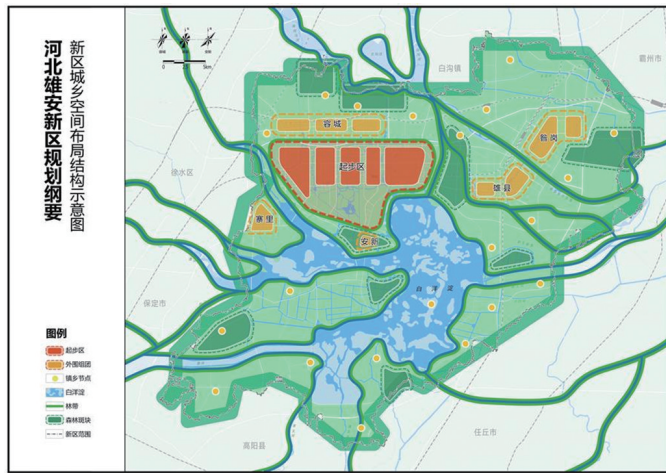 河北雄安新区规划纲要
新区城乡空间布局结构示意图
0 2.5 5km
白沟镇
霸州市
容城
昝岗
起步区
徐水区
雄县
寨里
安新
白洋淀
保定市
任丘市
高阳县
图例
起步区
外围组团
镇乡节点
白洋淀
林带
森林斑块
新区范围